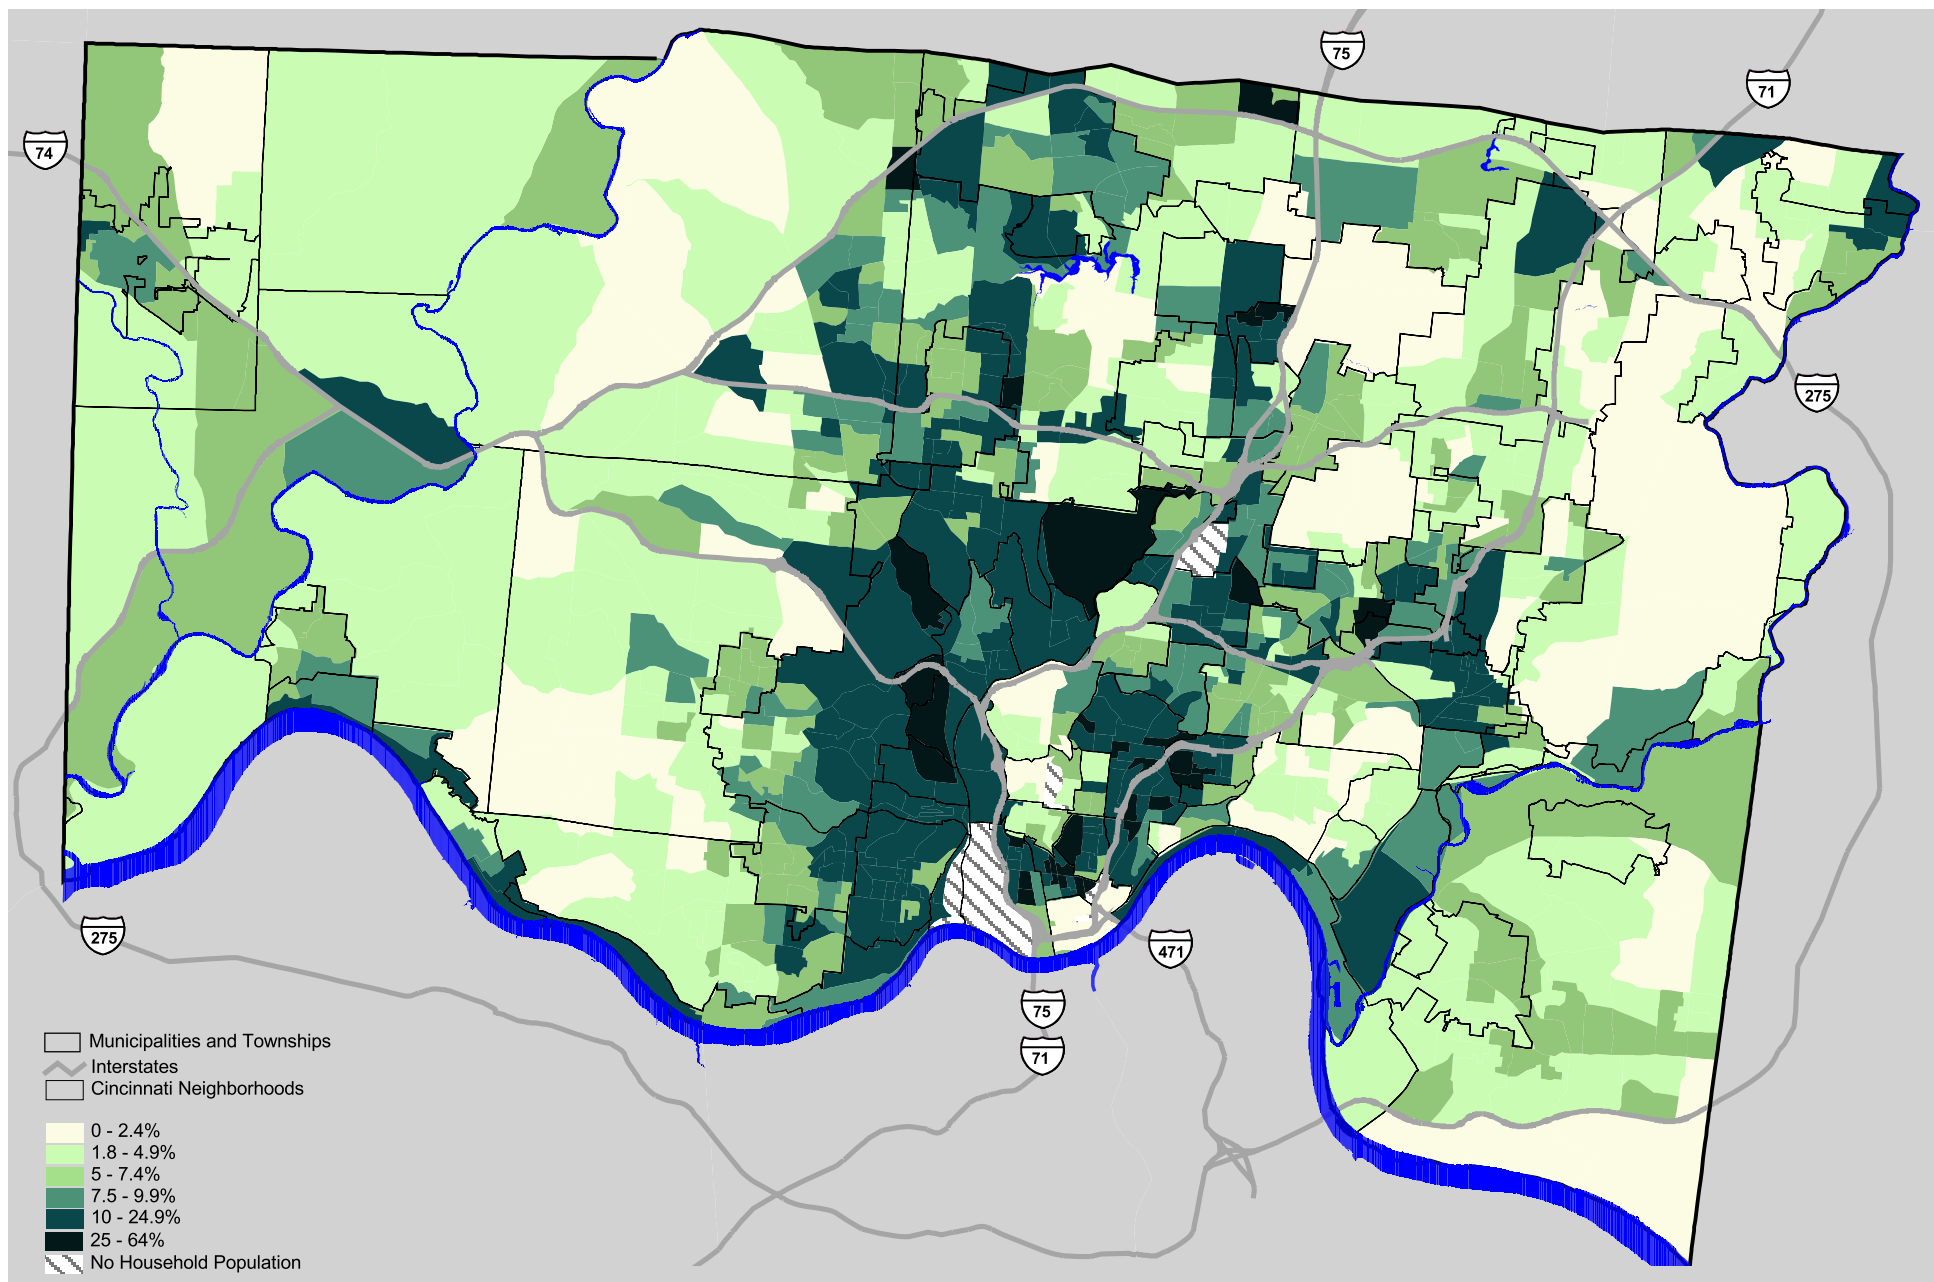 75
71
74
275
275
471
75
71
Municipalities and Townships
Interstates
Cincinnati Neighborhoods
0 - 2.4%
1.8 - 4.9%
5 - 7.4%
7.5 - 9.9%
10 - 24.9%
25 - 64%
No Household Population